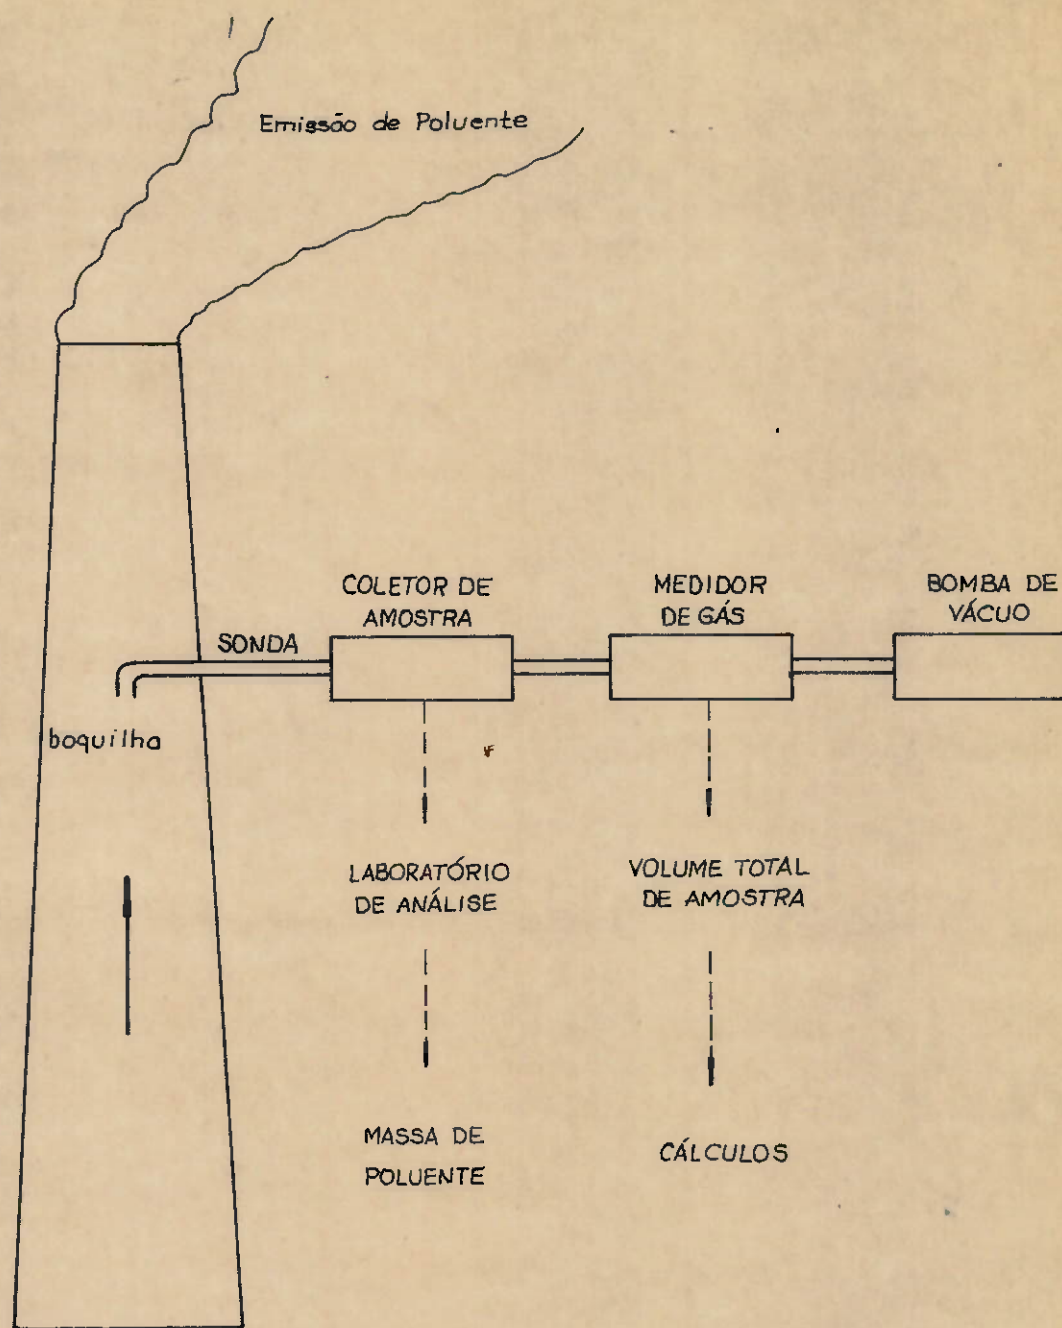 Emissão de Poluente
COLETOR DE
AMOSTRA
MEDIDOR
DE GÁS
BOMBA DE
VÁCUO
SONDA
boquilha
LABORATÓRIO
DE ANÁLISE
VOLUME TOTAL
DE AMOSTRA
MASSA DE
POLUENTE
CÁLCULOS